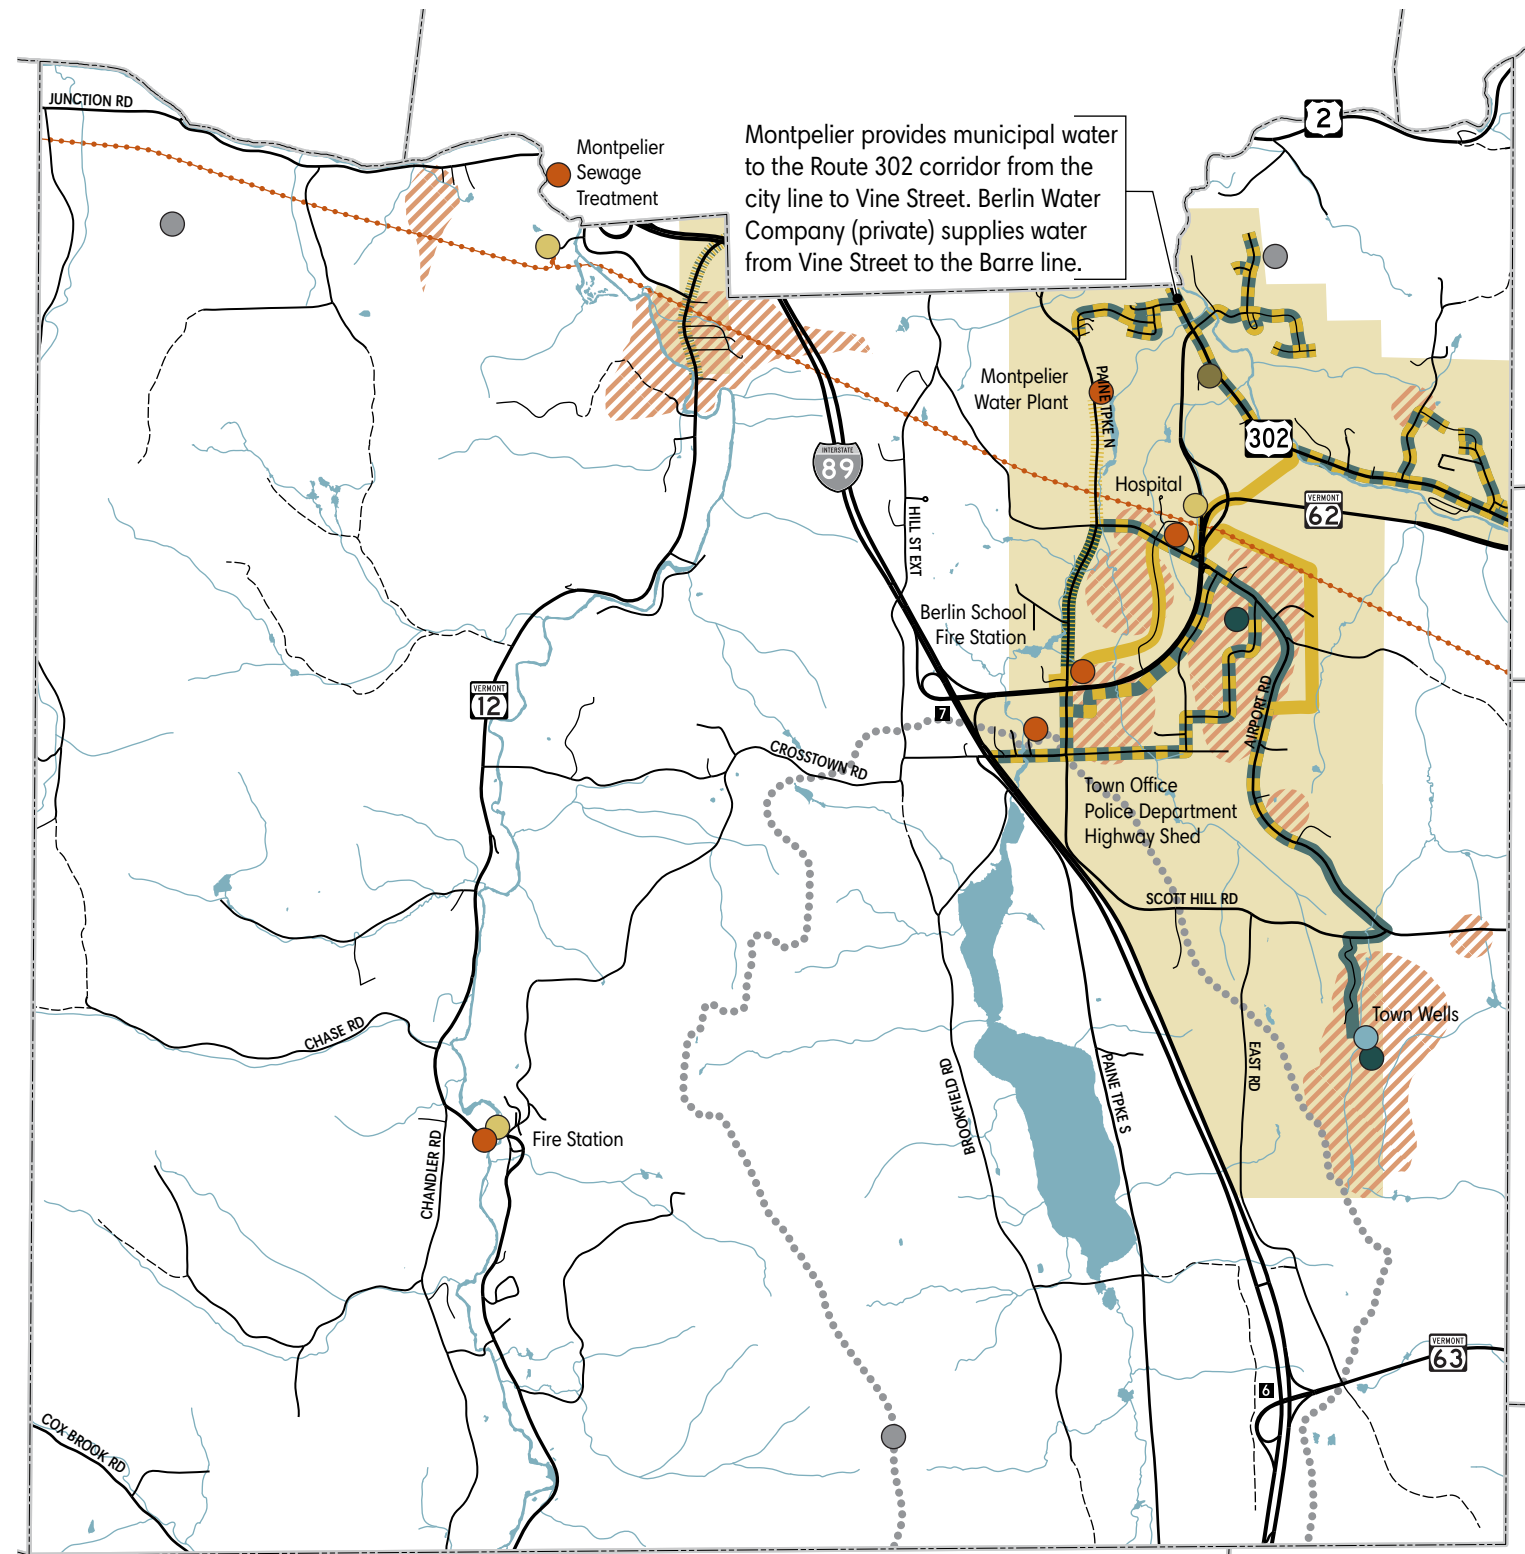 JUNCTION RD
Montpelier
Sewage
Treatment
Montpelier provides municipal water
to the Route 302 corridor from the
city line to Vine Street. Berlin Water
Company (private) supplies water
from Vine Street to the Barre line.
2
Montpelier
Water Plant
PAINE TPKE N
302
INTERSTATE
89
Hospital
VERMONT
62
HILL ST EXT
Berlin School
Fire Station
VERMONT
12
7
AIRPORT RD
CROSSTOWN RD
Town Office
Police Department
Highway Shed
SCOTT HILL RD
Town Wells
CHASE RD
EAST RD
BROOKFIELD RD
PAINE TPKE S
Fire Station
CHANDLER RD
VERMONT
63
6
COX BROOK RD